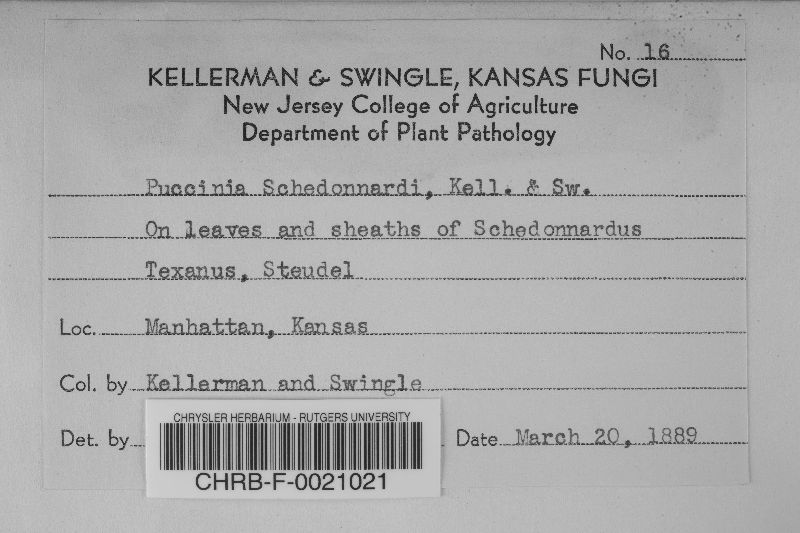 No. 16
KELLERMAN & SWINGLE, KANSAS FUNGI
New Jersey College of Agriculture
Department of Plant Pathology
Puccinia Schedonnardi, Kell. & Sw.
On leaves and sheaths of Schedonnardus
Texanus, Steudel
Loc. Manhattan, Kansas
Col. by Kellerman and Swingle
Det. by
Date March 20, 1889
CHRYSLER HERBARIUM - RUTGERS UNIVERSITY
CHRB-F-0021021